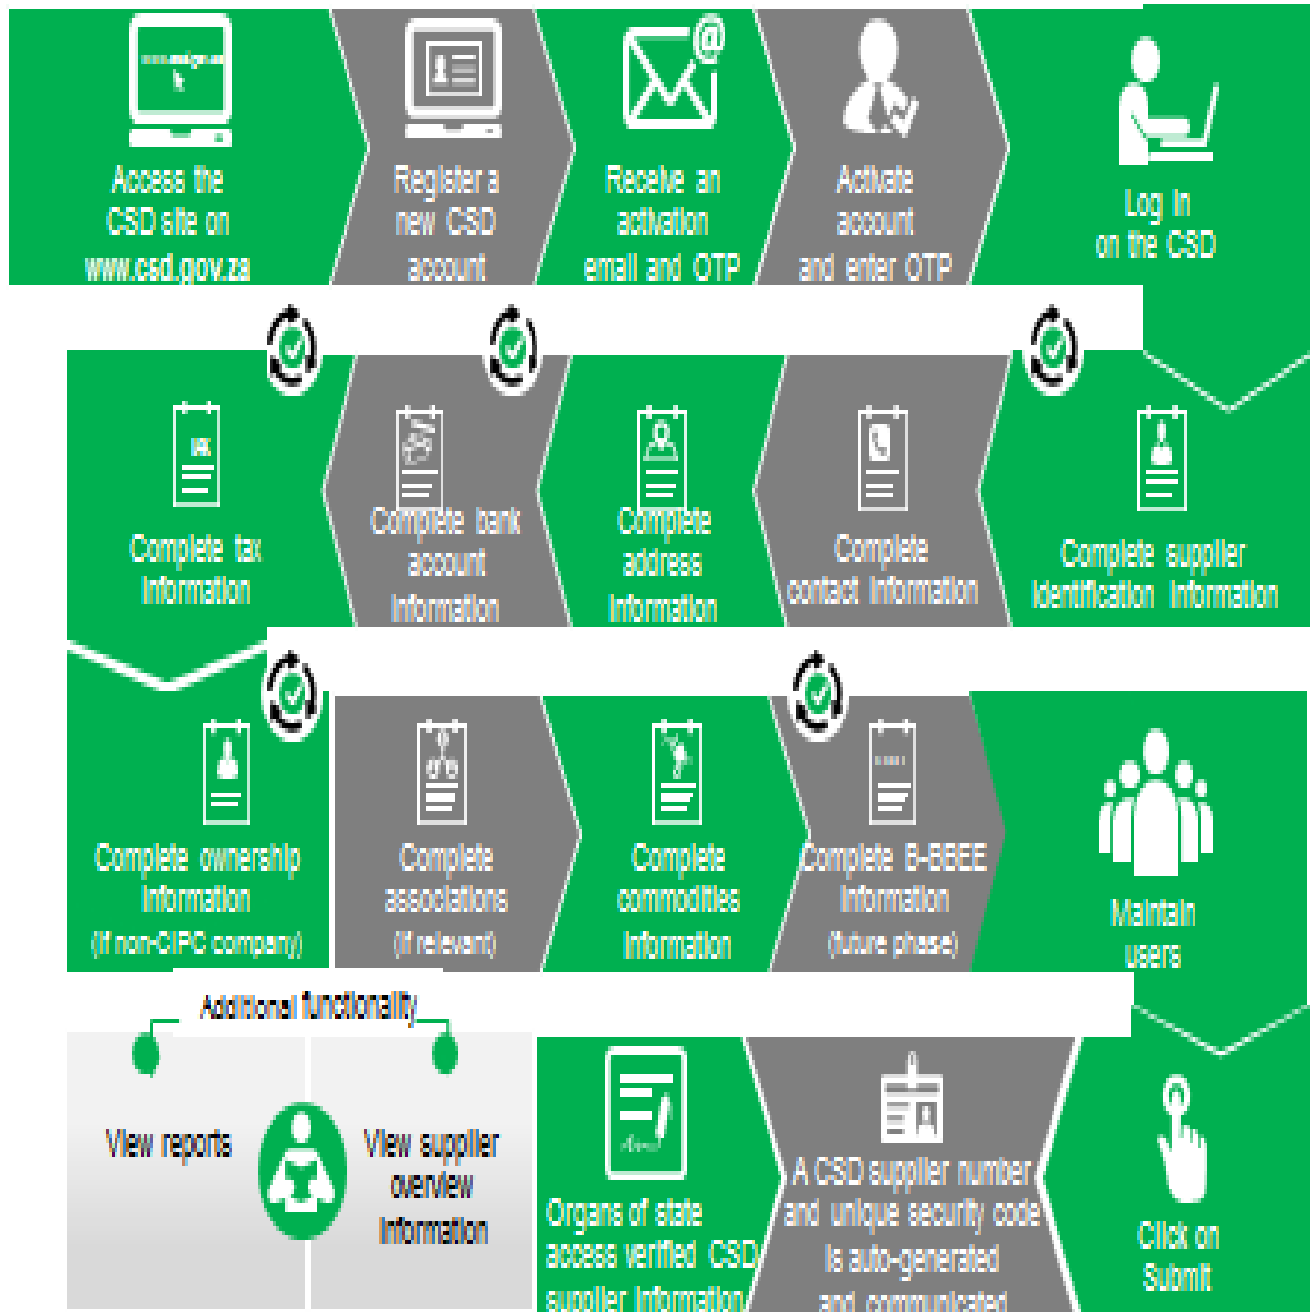 Access the
CSD site on
www.csd.gov.za
Register a
new CSD
account
Receive an
activation
email and OTP
Activate
account
and enter OTP
Log in
on the CSD
Complete supplier
identification information
Complete
contact information
Complete
address
information
Complete bank
account
information
Complete tax
information
Complete ownership
information
(if non-CIPC company)
Complete
associations
(if relevant)
Complete
commodities
information
Complete B-BBEE
information
(future phase)
Maintain
users
Click on
Submit
A CSD supplier number
and unique security code
is auto-generated
and communicated
Organs of state
access verified CSD
supplier information
Additional functionality
View reports
View supplier
overview
information